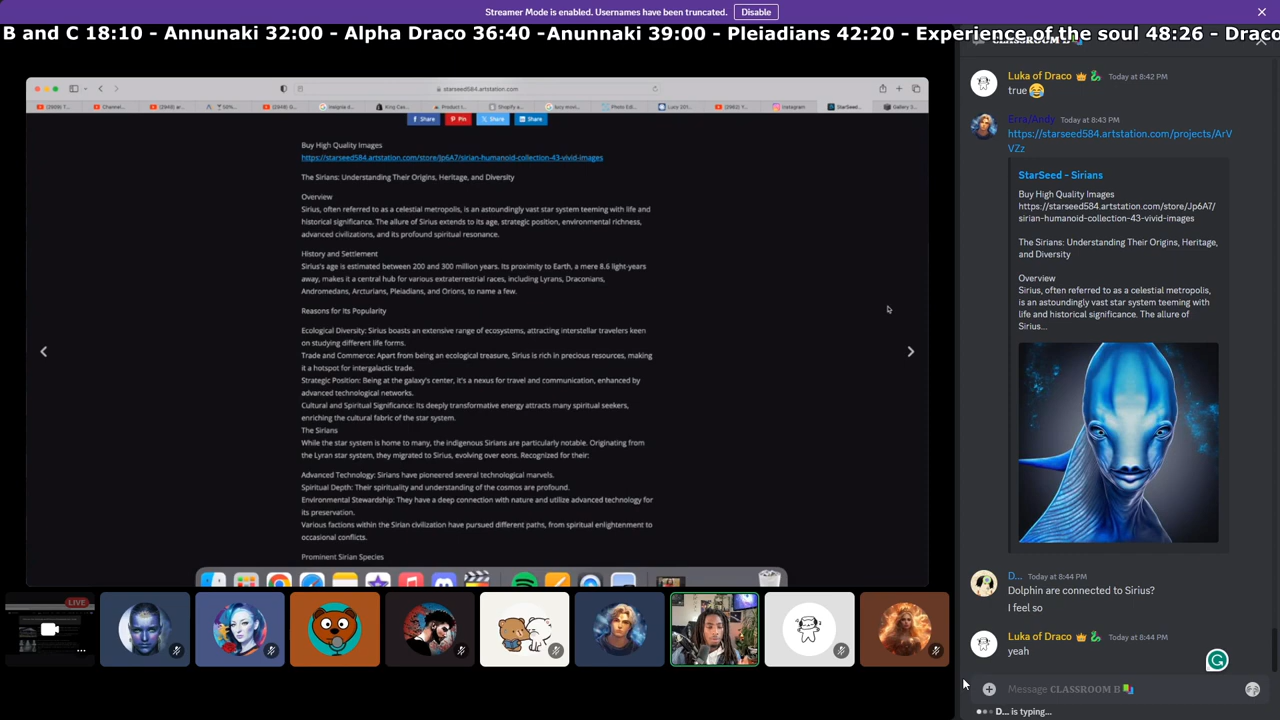 Streamer Mode is enabled. Usernames have been truncated. Disable
B and C 18:10 - Annunaki 32:00 - Alpha Draco 36:40 -Anunnaki 39:00 - Pleiadians 42:20 - Experience of the soul 48:26 - Draco
starseed584.artstation.com
Share Pin Share Share
Buy High Quality Images
https://starseed584.artstation.com/store/Jp6A7/sirian-humanoid-collection-43-vivid-images
The Sirians: Understanding Their Origins, Heritage, and Diversity
Overview
Sirius, often referred to as a celestial metropolis, is an astoundingly vast star system teeming with life and
historical significance. The allure of Sirius extends to its age, strategic position, environmental richness,
advanced civilizations, and its profound spiritual resonance.
History and Settlement
Sirius's age is estimated between 200 and 300 million years. Its proximity to Earth, a mere 8.6 light-years
away, makes it a central hub for various extraterrestrial races, including Lyrans, Draconians,
Andromedans, Arcturians, Pleiadians, and Orions, to name a few.
Reasons for Its Popularity
Ecological Diversity: Sirius boasts an extensive range of ecosystems, attracting interstellar travelers keen
on studying different life forms.
Trade and Commerce: Apart from being an ecological treasure, Sirius is rich in precious resources, making
it a hotspot for intergalactic trade.
Strategic Position: Being at the galaxy's center, it's a nexus for travel and communication, enhanced by
advanced technological networks.
Cultural and Spiritual Significance: Its deeply transformative energy attracts many spiritual seekers,
enriching the cultural fabric of the star system.
The Sirians
While the star system is home to many, the indigenous Sirians are particularly notable. Originating from
the Lyran star system, they migrated to Sirius, evolving over eons. Recognized for their:
Advanced Technology: Sirians have pioneered several technological marvels.
Spiritual Depth: Their spirituality and understanding of the cosmos are profound.
Environmental Stewardship: They have a deep connection with nature and utilize advanced technology for
its preservation.
Various factions within the Sirian civilization have pursued different paths, from spiritual enlightenment to
occasional conflicts.
Prominent Sirian Species
LIVE
CLASSROOM B
Luka of Draco Today at 8:42 PM
true
Erra/Andy Today at 8:43 PM
https://starseed584.artstation.com/projects/ArV
VZz
StarSeed - Sirians
Buy High Quality Images
https://starseed584.artstation.com/store/Jp6A7/
sirian-humanoid-collection-43-vivid-images
The Sirians: Understanding Their Origins, Heritage,
and Diversity
Overview
Sirius, often referred to as a celestial metropolis,
is an astoundingly vast star system teeming with
life and historical significance. The allure of
Sirius...
D... Today at 8:44 PM
Dolphin are connected to Sirius?
I feel so
Luka of Draco Today at 8:44 PM
yeah
Message CLASSROOM B
D... is typing...